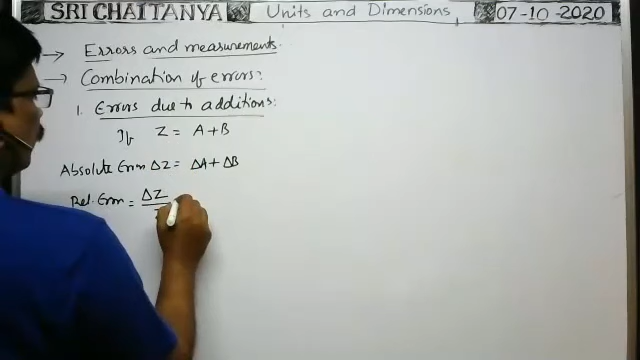 SRI CHAITANYA Units and Dimensions 07-10-2020
→ Errors and measurements.
→ Combination of errors:
1. Errors due to additions:
If Z = A+B
Absolute Error ΔZ = ΔA + ΔB
Rel. Error = ΔZ